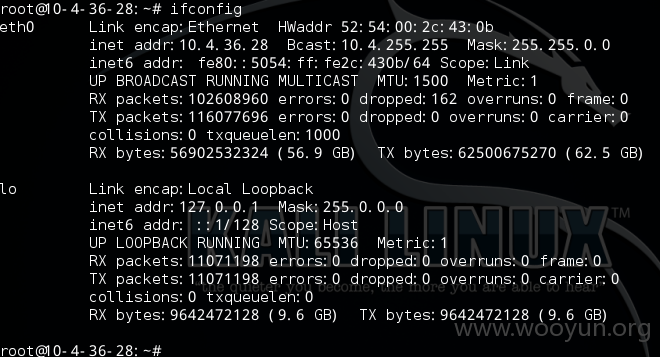 root@10-4-36-28:~# ifconfig
eth0 Link encap:Ethernet HWaddr 52:54:00:2c:43:0b
inet addr:10.4.36.28 Bcast:10.4.255.255 Mask:255.255.0.0
inet6 addr: fe80::5054:ff:fe2c:430b/64 Scope:Link
UP BROADCAST RUNNING MULTICAST MTU:1500 Metric:1
RX packets:102608960 errors:0 dropped:162 overruns:0 frame:0
TX packets:116077696 errors:0 dropped:0 overruns:0 carrier:0
collisions:0 txqueuelen:1000
RX bytes:56902532324 (56.9 GB) TX bytes:62500675270 (62.5 GB)
lo Link encap:Local Loopback
inet addr:127.0.0.1 Mask:255.0.0.0
inet6 addr: ::1/128 Scope:Host
UP LOOPBACK RUNNING MTU:65536 Metric:1
RX packets:11071198 errors:0 dropped:0 overruns:0 frame:0
TX packets:11071198 errors:0 dropped:0 overruns:0 carrier:0
collisions:0 txqueuelen:0
RX bytes:9642472128 (9.6 GB) TX bytes:9642472128 (9.6 GB)
root@10-4-36-28:~#
KALI LINUX™
the quieter you become, the more you are able to hear
www.wooyun.org